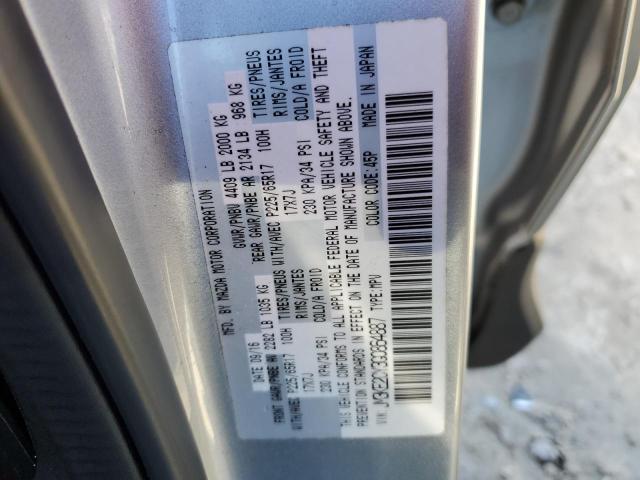 MFD. BY MAZDA MOTOR CORPORATION
DATE 09/16 GVWR/PNBV 4409 LB 2000 KG
FRONT GAWR/PNBE AV 2282 LB 1035 KG REAR GAWR/PNBE AR 2134 LB 968 KG
WITH/AVEC P225/65R17 100H TIRES/PNEUS WITH/AVEC P225/65R17 100H TIRES/PNEUS
17X7J RIMS/JANTES 17X7J RIMS/JANTES
230 KPA/34 PSI COLD/A FROID 230 KPA/34 PSI COLD/A FROID
THIS VEHICLE CONFORMS TO ALL APPLICABLE FEDERAL MOTOR VEHICLE SAFETY AND THEFT
PREVENTION STANDARDS IN EFFECT ON THE DATE OF MANUFACTURE SHOWN ABOVE.
VIN: TYPE:MPV COLOR CODE:45P MADE IN JAPAN